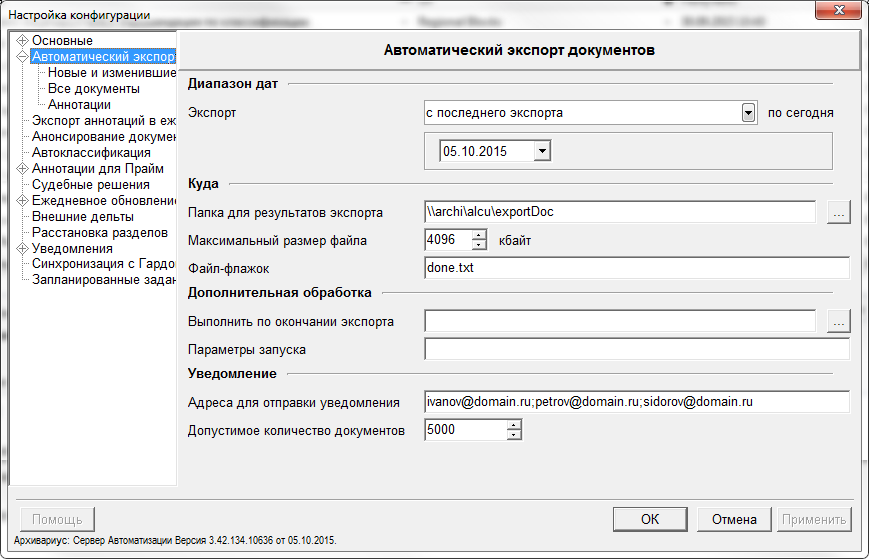 Настройка конфигурации
Основные
Автоматический экспорт
Новые и изменившие
Все документы
Аннотации
Экспорт аннотаций в еж
Анонсирование докумен
Автоклассификация
Аннотации для Прайм
Судебные решения
Ежедневное обновление
Внешние дельты
Расстановка разделов
Уведомления
Синхронизация с Гардо
Запланированные задан
Автоматический экспорт документов
Диапазон дат
Экспорт с последнего экспорта по сегодня
05.10.2015
Куда
Папка для результатов экспорта \\archi\alcu\exportDoc ...
Максимальный размер файла 4096 кбайт
Файл-флажок done.txt
Дополнительная обработка
Выполнить по окончании экспорта ...
Параметры запуска
Уведомление
Адреса для отправки уведомления ivanov@domain.ru;petrov@domain.ru;sidorov@domain.ru
Допустимое количество документов 5000
Помощь ОК Отмена Применить
Архивариус: Сервер Автоматизации Версия 3.42.134.10636 от 05.10.2015.